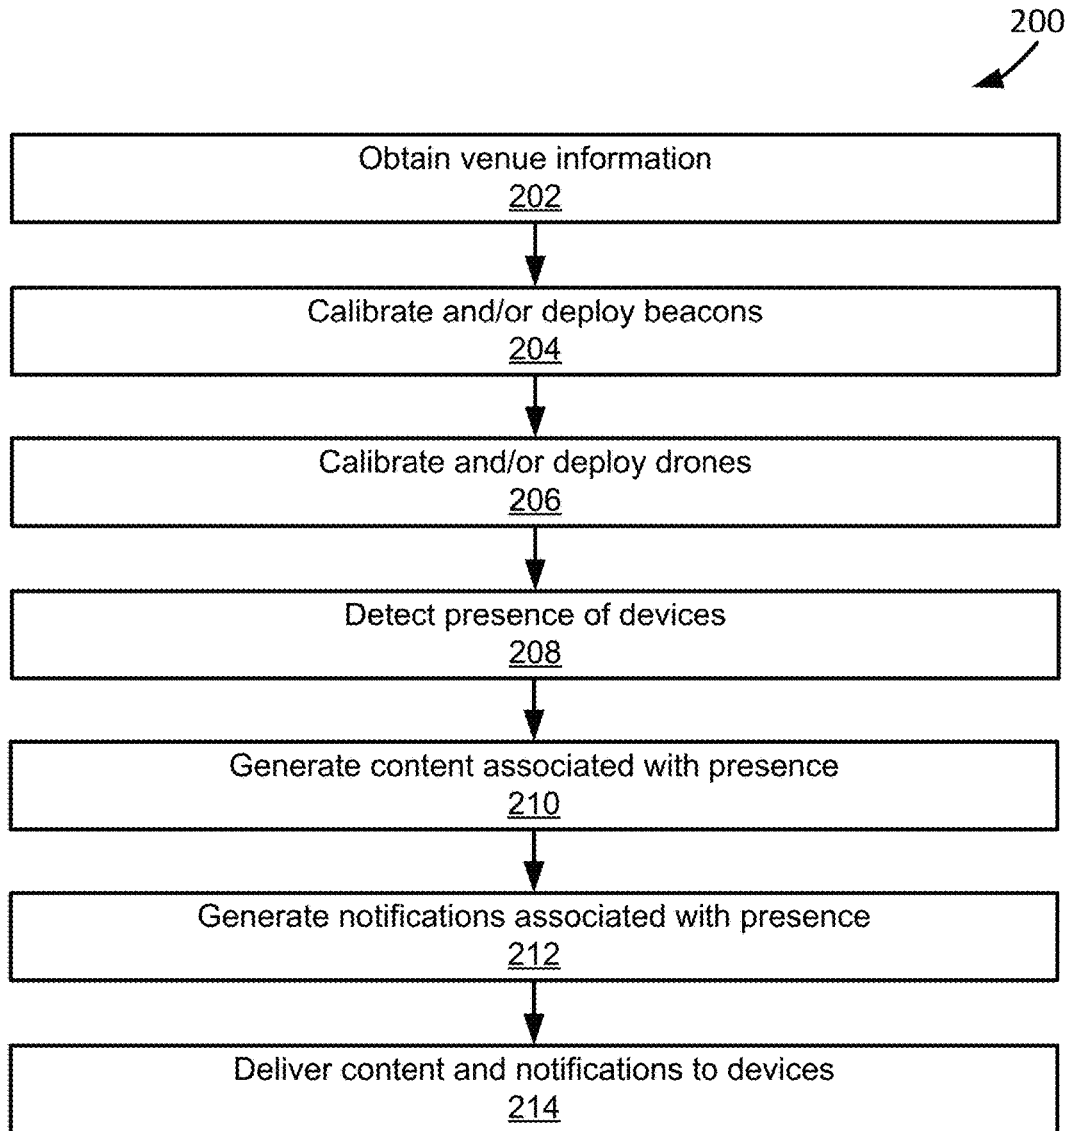 200
Obtain venue information
202
Calibrate and/or deploy beacons
204
Calibrate and/or deploy drones
206
Detect presence of devices
208
Generate content associated with presence
210
Generate notifications associated with presence
212
Deliver content and notifications to devices
214